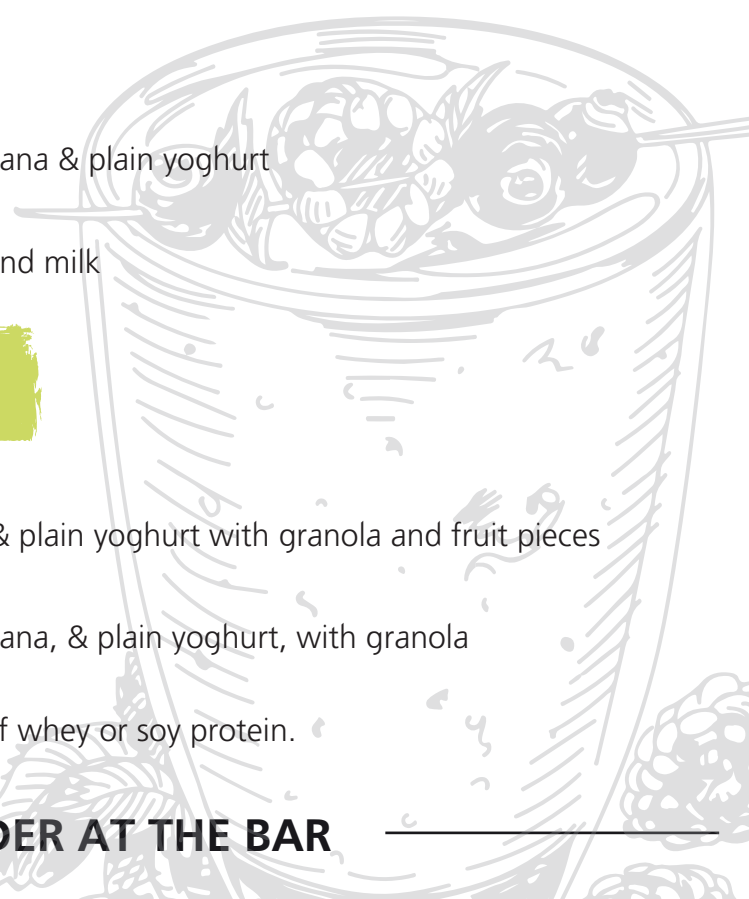 ana & plain yoghurt
nd milk
& plain yoghurt with granola and fruit pieces
ana, & plain yoghurt, with granola
f whey or soy protein.
DER AT THE BAR